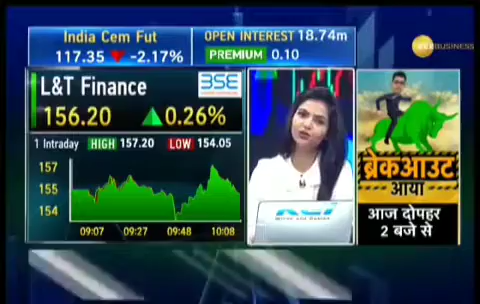 India Cem Fut
117.35 -2.17%
OPEN INTEREST 18.74m
PREMIUM 0.10
ZEE BUSINESS
L&T Finance
BSE
156.20 0.26%
1 Intraday HIGH 157.20 LOW 154.05
157
155
154
09:07 09:27 09:48 10:08
ब्रेकआउट
आया
आज दोपहर
2 बजे से